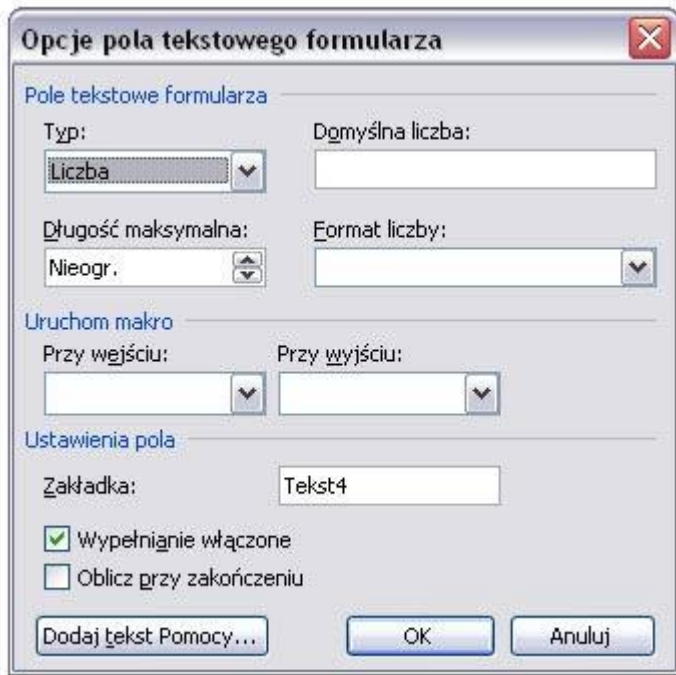 Opcje pola tekstowego formularza
Pole tekstowe formularza
Typ: Domyślna liczba:
Liczba
Długość maksymalna: Format liczby:
Nieogr.
Uruchom makro
Przy wejściu: Przy wyjściu:
Ustawienia pola
Zakładka: Tekst4
Wypełnianie włączone
Oblicz przy zakończeniu
Dodaj tekst Pomocy... OK Anuluj